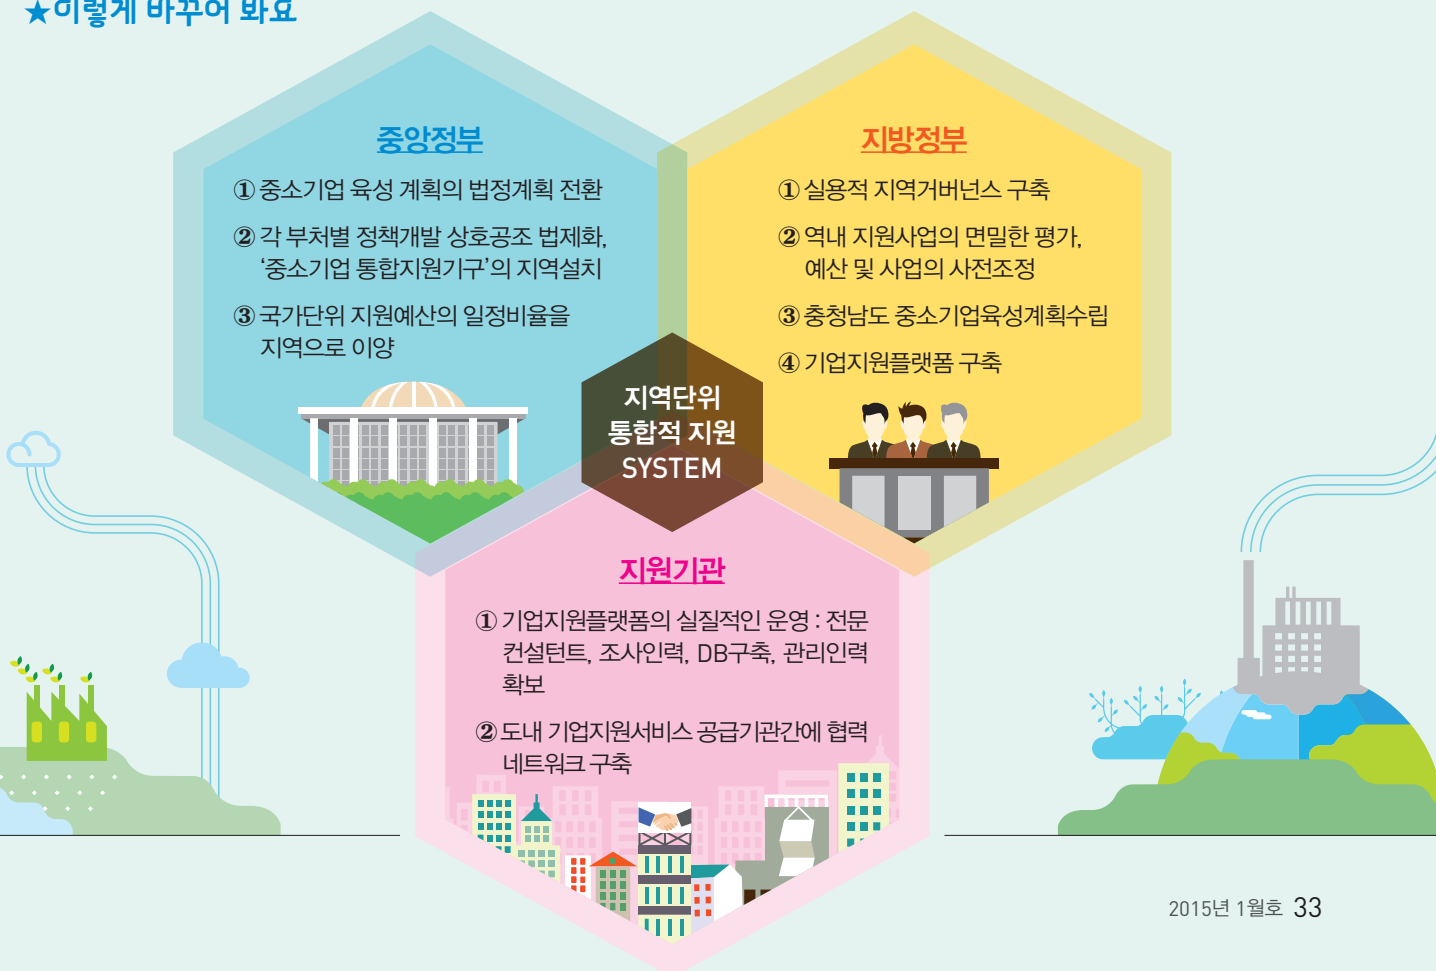 ★이렇게 바꾸어 봐요
중앙정부
① 중소기업 육성 계획의 법정계획 전환
② 각 부처별 정책개발 상호공조 법제화,
‘중소기업 통합지원기구’의 지역설치
③ 국가단위 지원예산의 일정비율을
지역으로 이양
지방정부
① 실용적 지역거버넌스 구축
② 역내 지원사업의 면밀한 평가,
예산 및 사업의 사전조정
③ 충청남도 중소기업육성계획수립
④ 기업지원플랫폼 구축
지역단위
통합적 지원
SYSTEM
지원기관
① 기업지원플랫폼의 실질적인 운영 : 전문
컨설턴트, 조사인력, DB구축, 관리인력
확보
② 도내 기업지원서비스 공급기관간에 협력
네트워크 구축
2015년 1월호 33